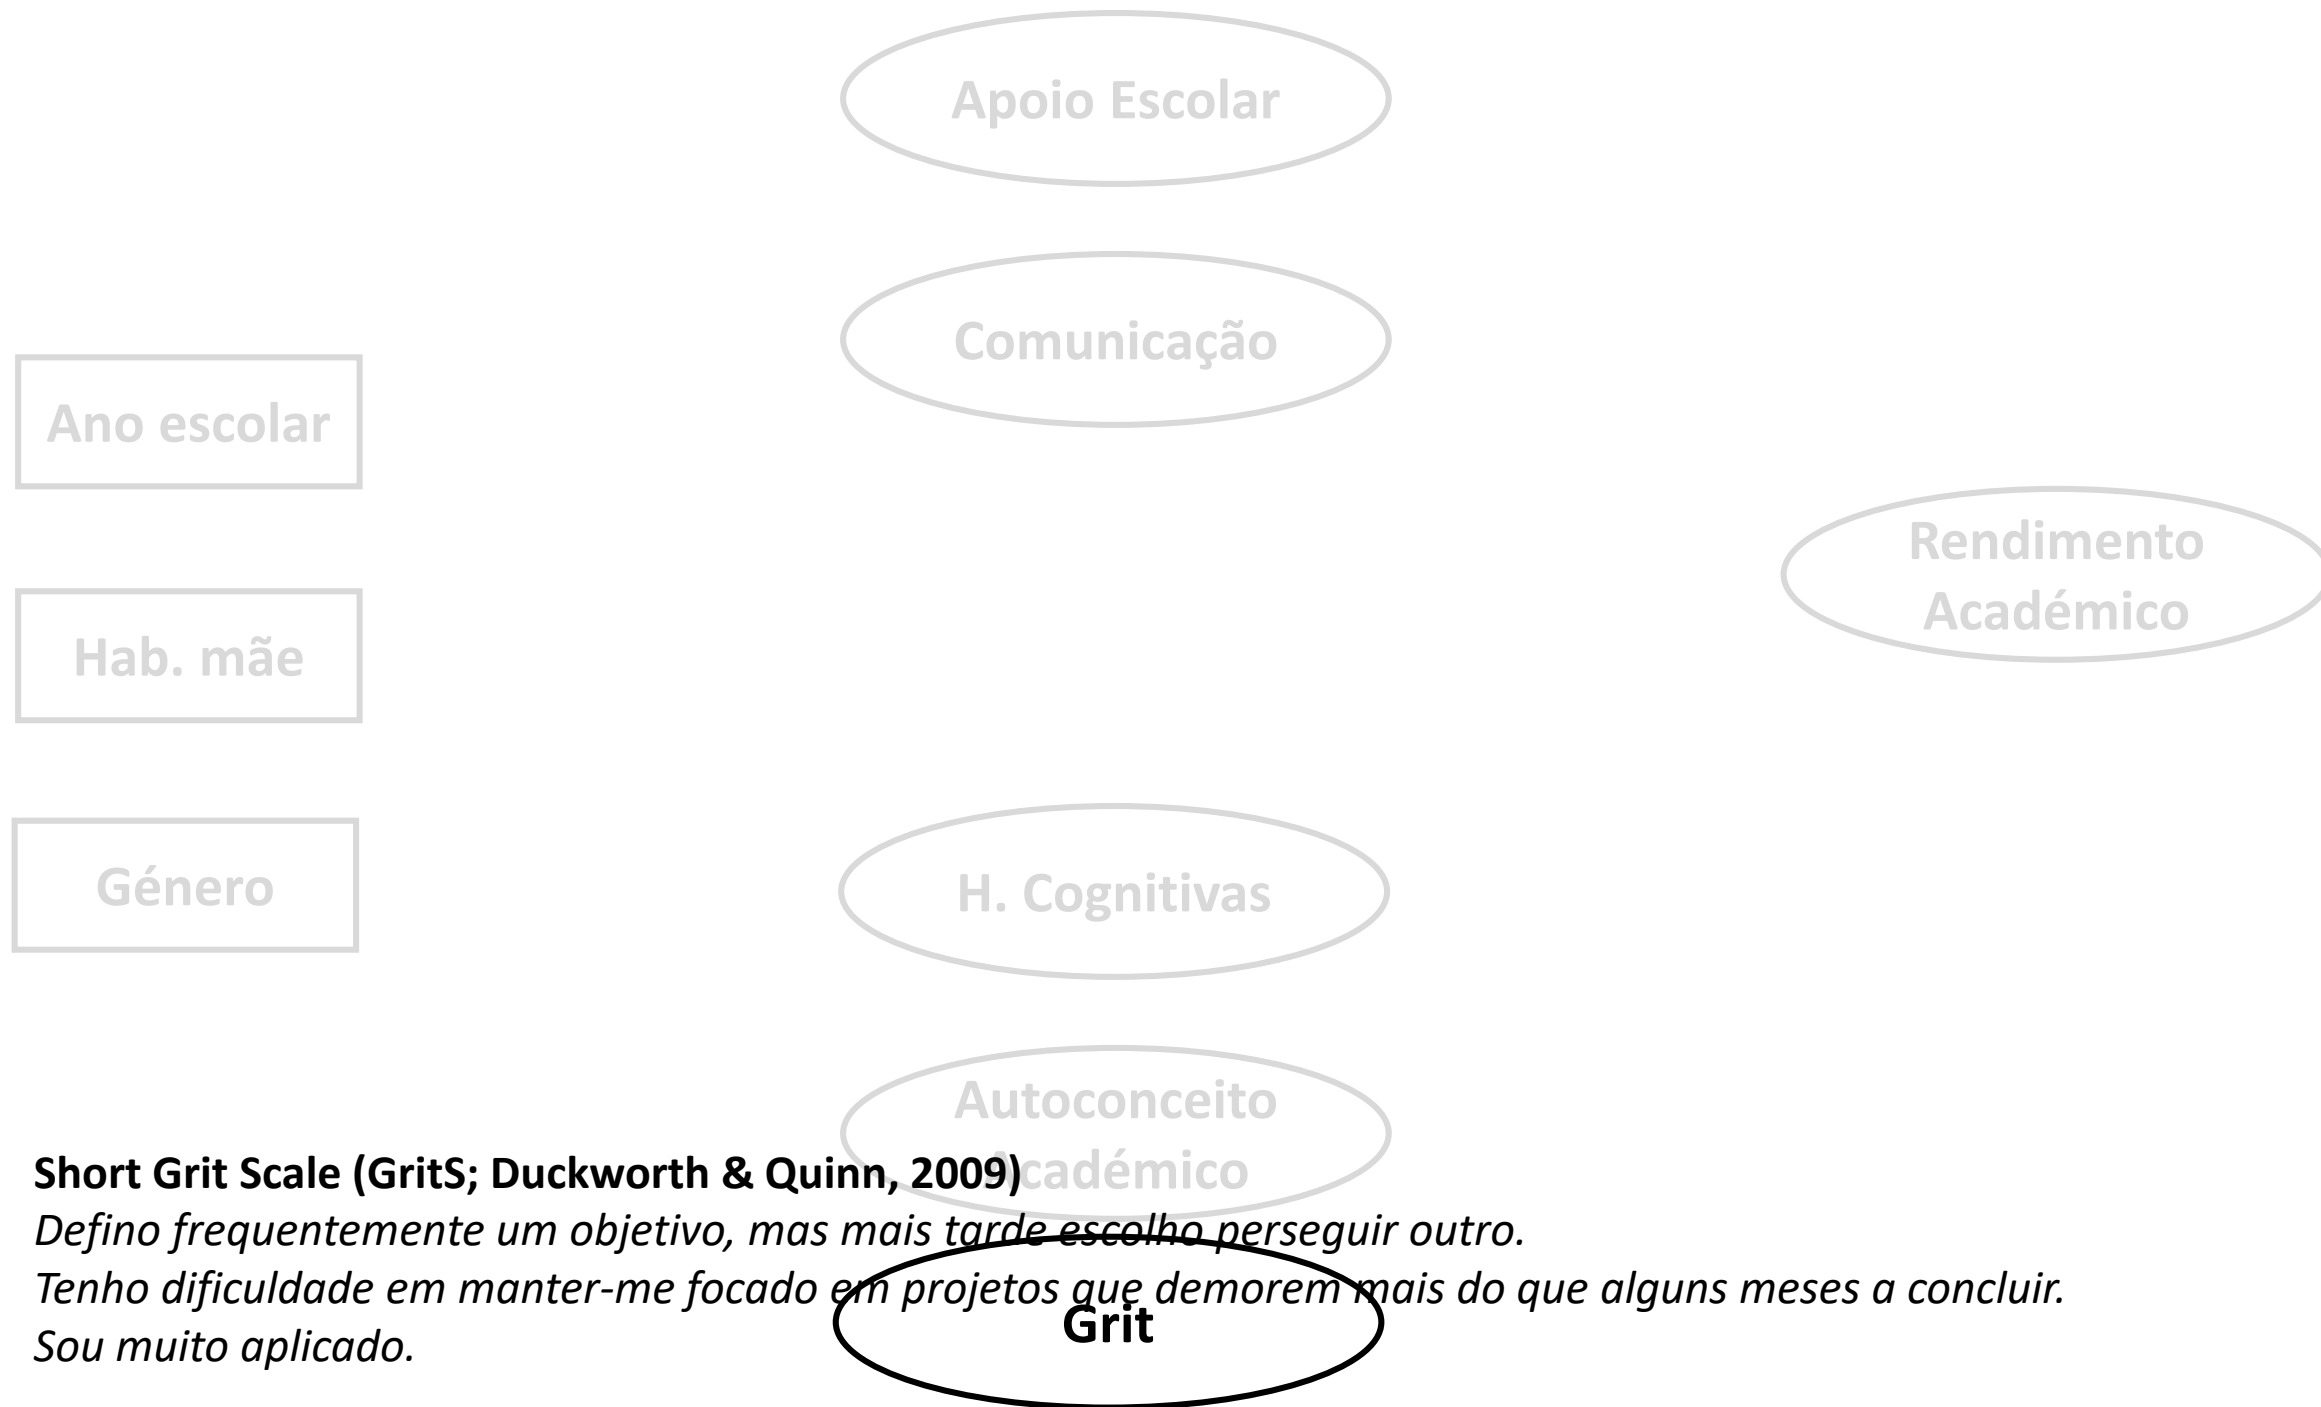 Apoio Escolar
Comunicação
Ano escolar
Rendimento
Académico
Hab. mãe
Género
H. Cognitivas
Autoconceito
Académico
Short Grit Scale (GritS; Duckworth & Quinn, 2009)
Defino frequentemente um objetivo, mas mais tarde escolho perseguir outro.
Tenho dificuldade em manter-me focado em projetos que demorem mais do que alguns meses a concluir.
Grit
Sou muito aplicado.